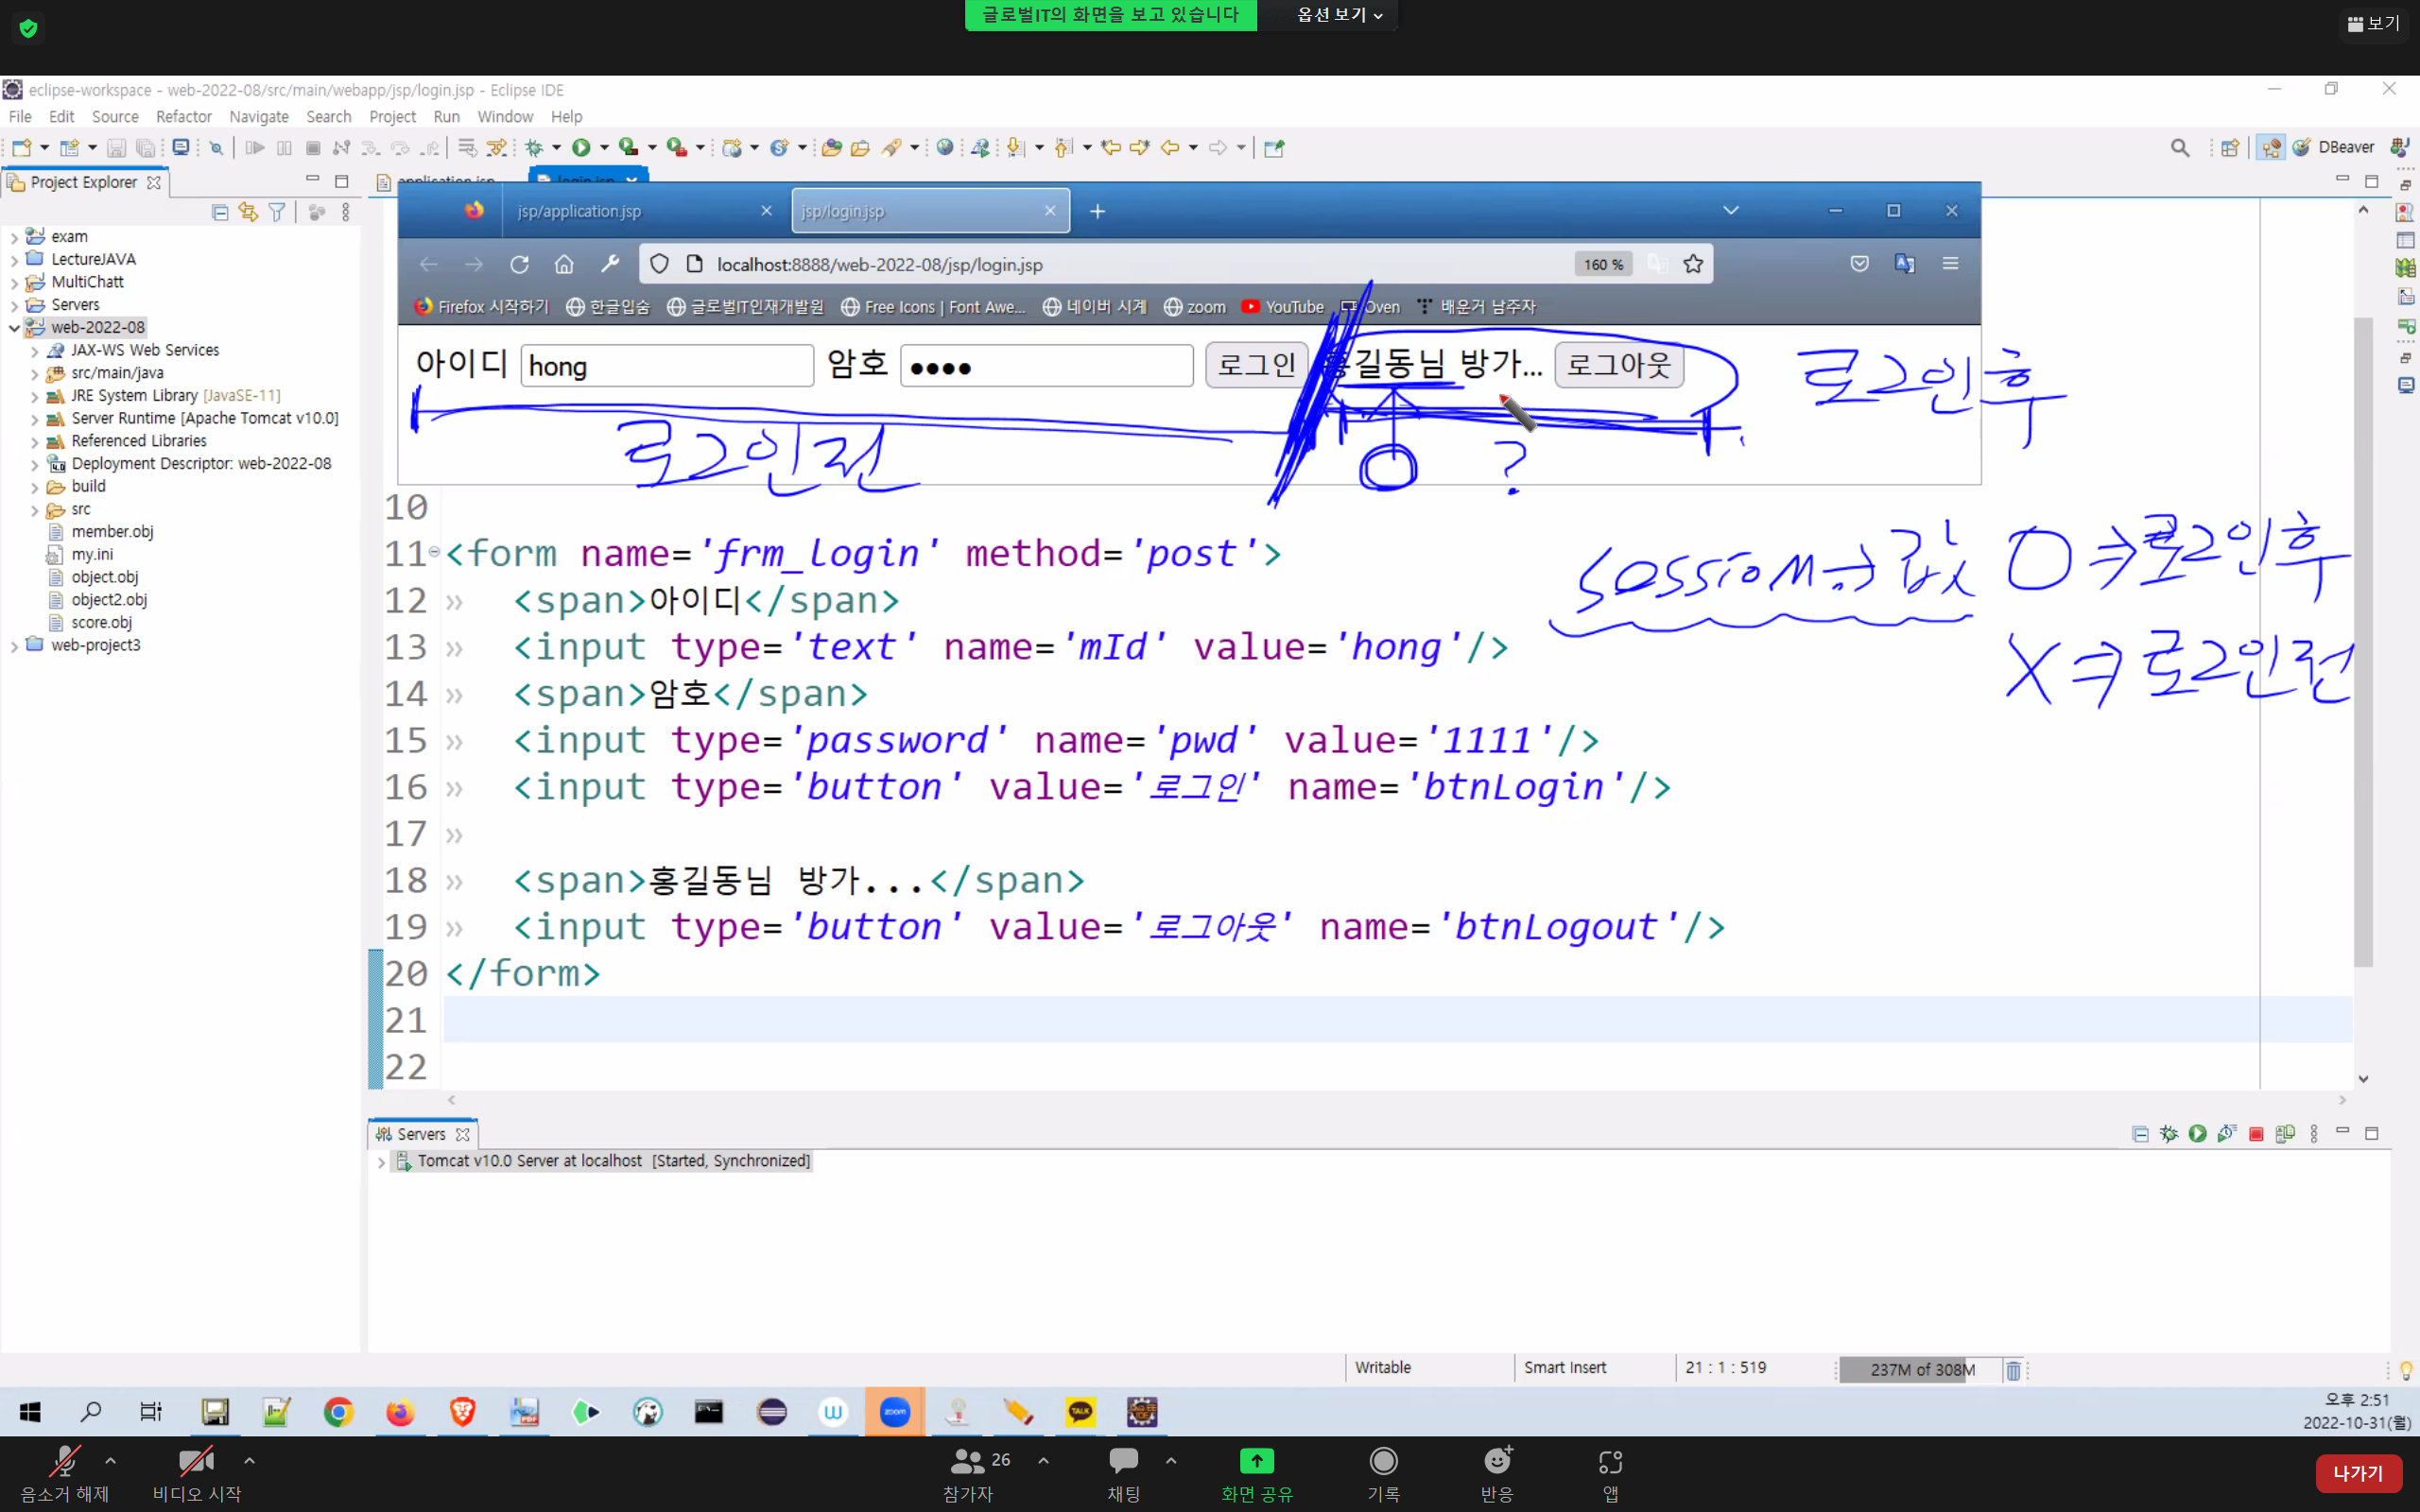 글로벌IT의 화면을 보고 있습니다 옵션 보기
보기
eclipse-workspace - web-2022-08/src/main/webapp/jsp/login.jsp - Eclipse IDE
File Edit Source Refactor Navigate Search Project Run Window Help
DBeaver
Project Explorer
application.jsp login.jsp
jsp/application.jsp jsp/login.jsp
localhost:8888/web-2022-08/jsp/login.jsp 160 %
Firefox 시작하기 한글입숨 글로벌IT인재개발원 Free Icons | Font Awe... 네이버 시계 zoom YouTube Oven 배운거 남주자
아이디 hong 암호 ●●●● 로그인 홍길동님 방가... 로그아웃
로그인후
로그인전
?
session⇒값 O⇒로그인후
X⇒로그인전
exam
LectureJAVA
MultiChatt
Servers
web-2022-08
JAX-WS Web Services
src/main/java
JRE System Library [JavaSE-11]
Server Runtime [Apache Tomcat v10.0]
Referenced Libraries
Deployment Descriptor: web-2022-08
build
src
member.obj
my.ini
object.obj
object2.obj
score.obj
web-project3
10
11 <form name='frm_login' method='post'>
12 <span>아이디</span>
13 <input type='text' name='mId' value='hong'/>
14 <span>암호</span>
15 <input type='password' name='pwd' value='1111'/>
16 <input type='button' value='로그인' name='btnLogin'/>
17
18 <span>홍길동님 방가...</span>
19 <input type='button' value='로그아웃' name='btnLogout'/>
20 </form>
21
22
Servers
Tomcat v10.0 Server at localhost [Started, Synchronized]
Writable Smart Insert 21 : 1 : 519 237M of 308M
zoom TALK
오후 2:51
2022-10-31(월)
음소거 해제 비디오 시작 26 참가자 채팅 화면 공유 기록 반응 앱 나가기